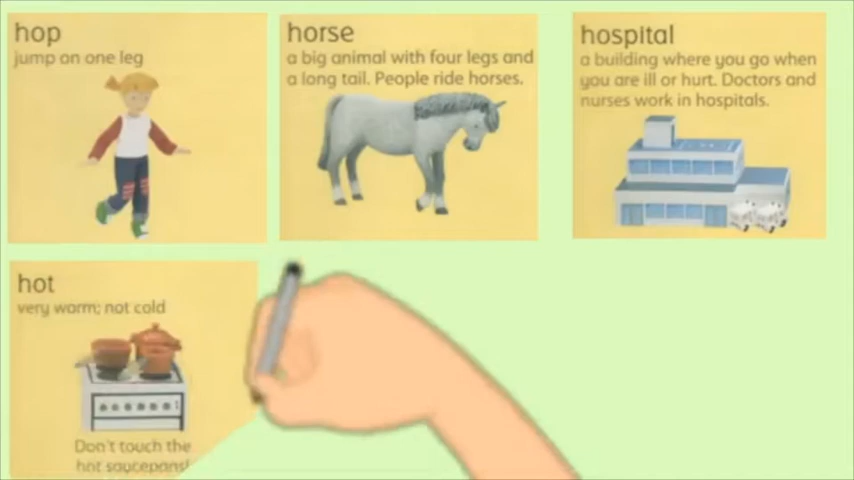 hop
jump on one leg
horse
a big animal with four legs and
a long tail. People ride horses.
hospital
a building where you go when
you are ill or hurt. Doctors and
nurses work in hospitals.
hot
very warm; not cold
Don't touch the
hot saucepans!